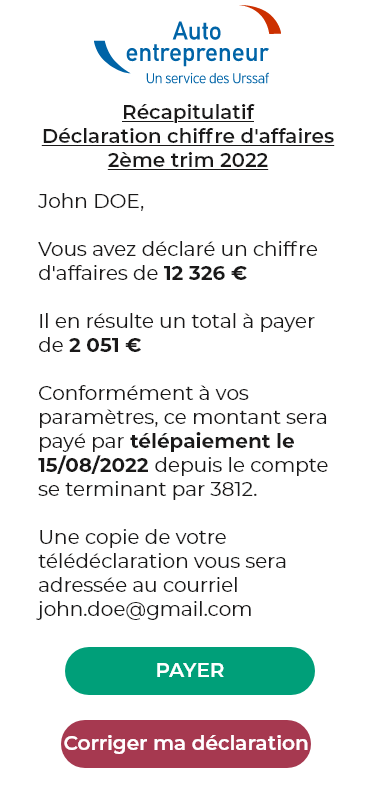 Auto
entrepreneur
Un service des Urssaf
Récapitulatif
Déclaration chiffre d'affaires
2ème trim 2022
John DOE,
Vous avez déclaré un chiffre
d'affaires de 12 326 €
Il en résulte un total à payer
de 2 051 €
Conformément à vos
paramètres, ce montant sera
payé par télépaiement le
15/08/2022 depuis le compte
se terminant par 3812.
Une copie de votre
télédéclaration vous sera
adressée au courriel
john.doe@gmail.com
PAYER
Corriger ma déclaration